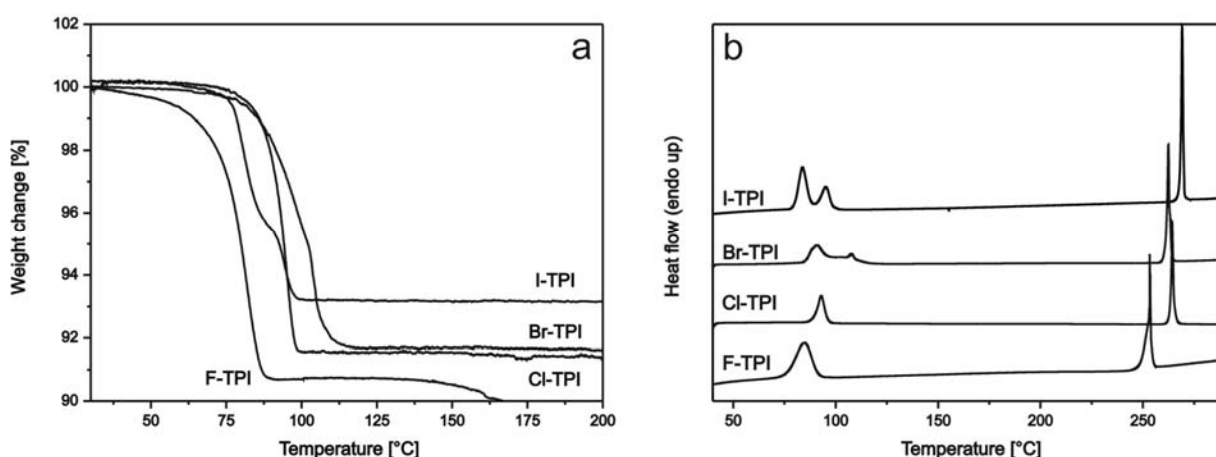 a
102
100
98
96
94
92
90
Weight change [%]
I-TPI
Br-TPI
F-TPI
Cl-TPI
50
75
100
125
150
175
200
Temperature [°C]
b
Heat flow (endo up)
I-TPI
Br-TPI
Cl-TPI
F-TPI
50
100
150
200
250
Temperature [°C]